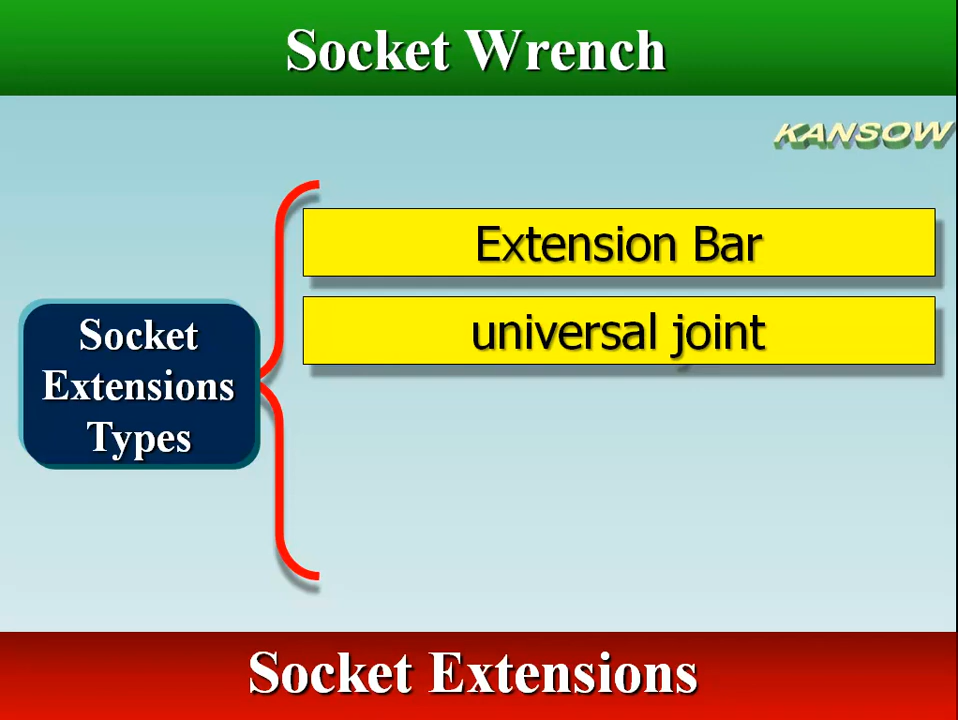 Socket Wrench
KANSOW
Extension Bar
universal joint
Socket
Extensions
Types
Socket Extensions